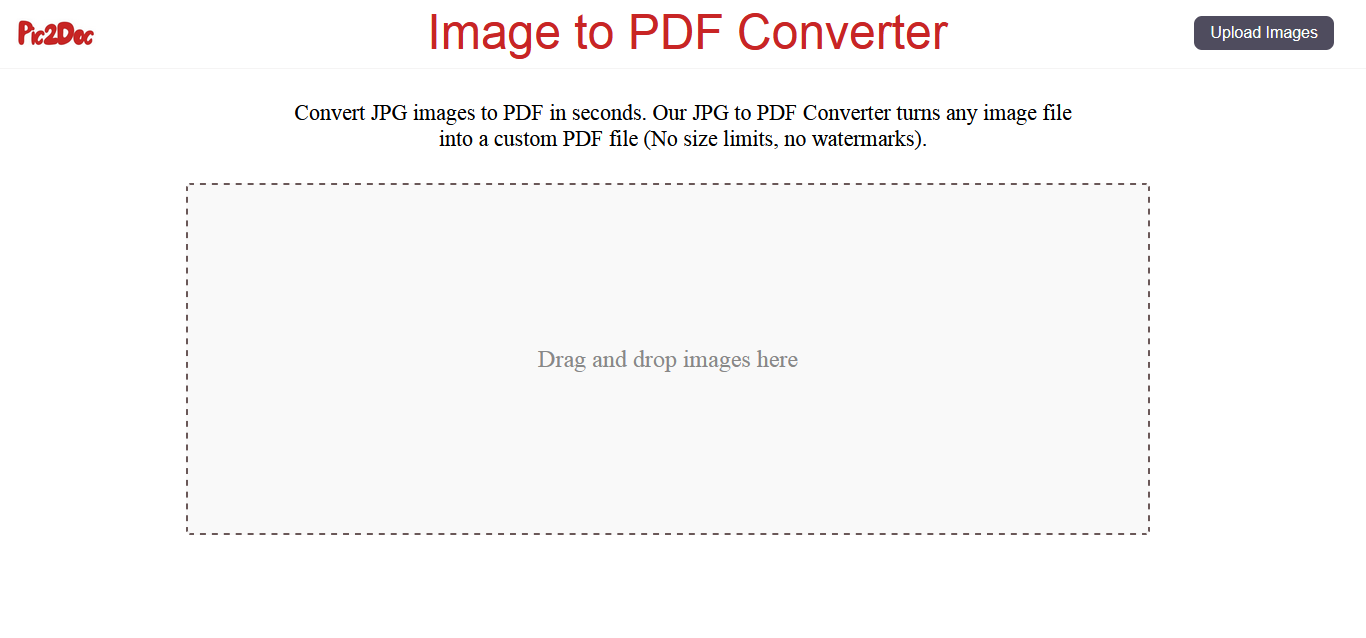 Pic2Doc
Image to PDF Converter
Upload Images
Convert JPG images to PDF in seconds. Our JPG to PDF Converter turns any image file
into a custom PDF file (No size limits, no watermarks).
Drag and drop images here